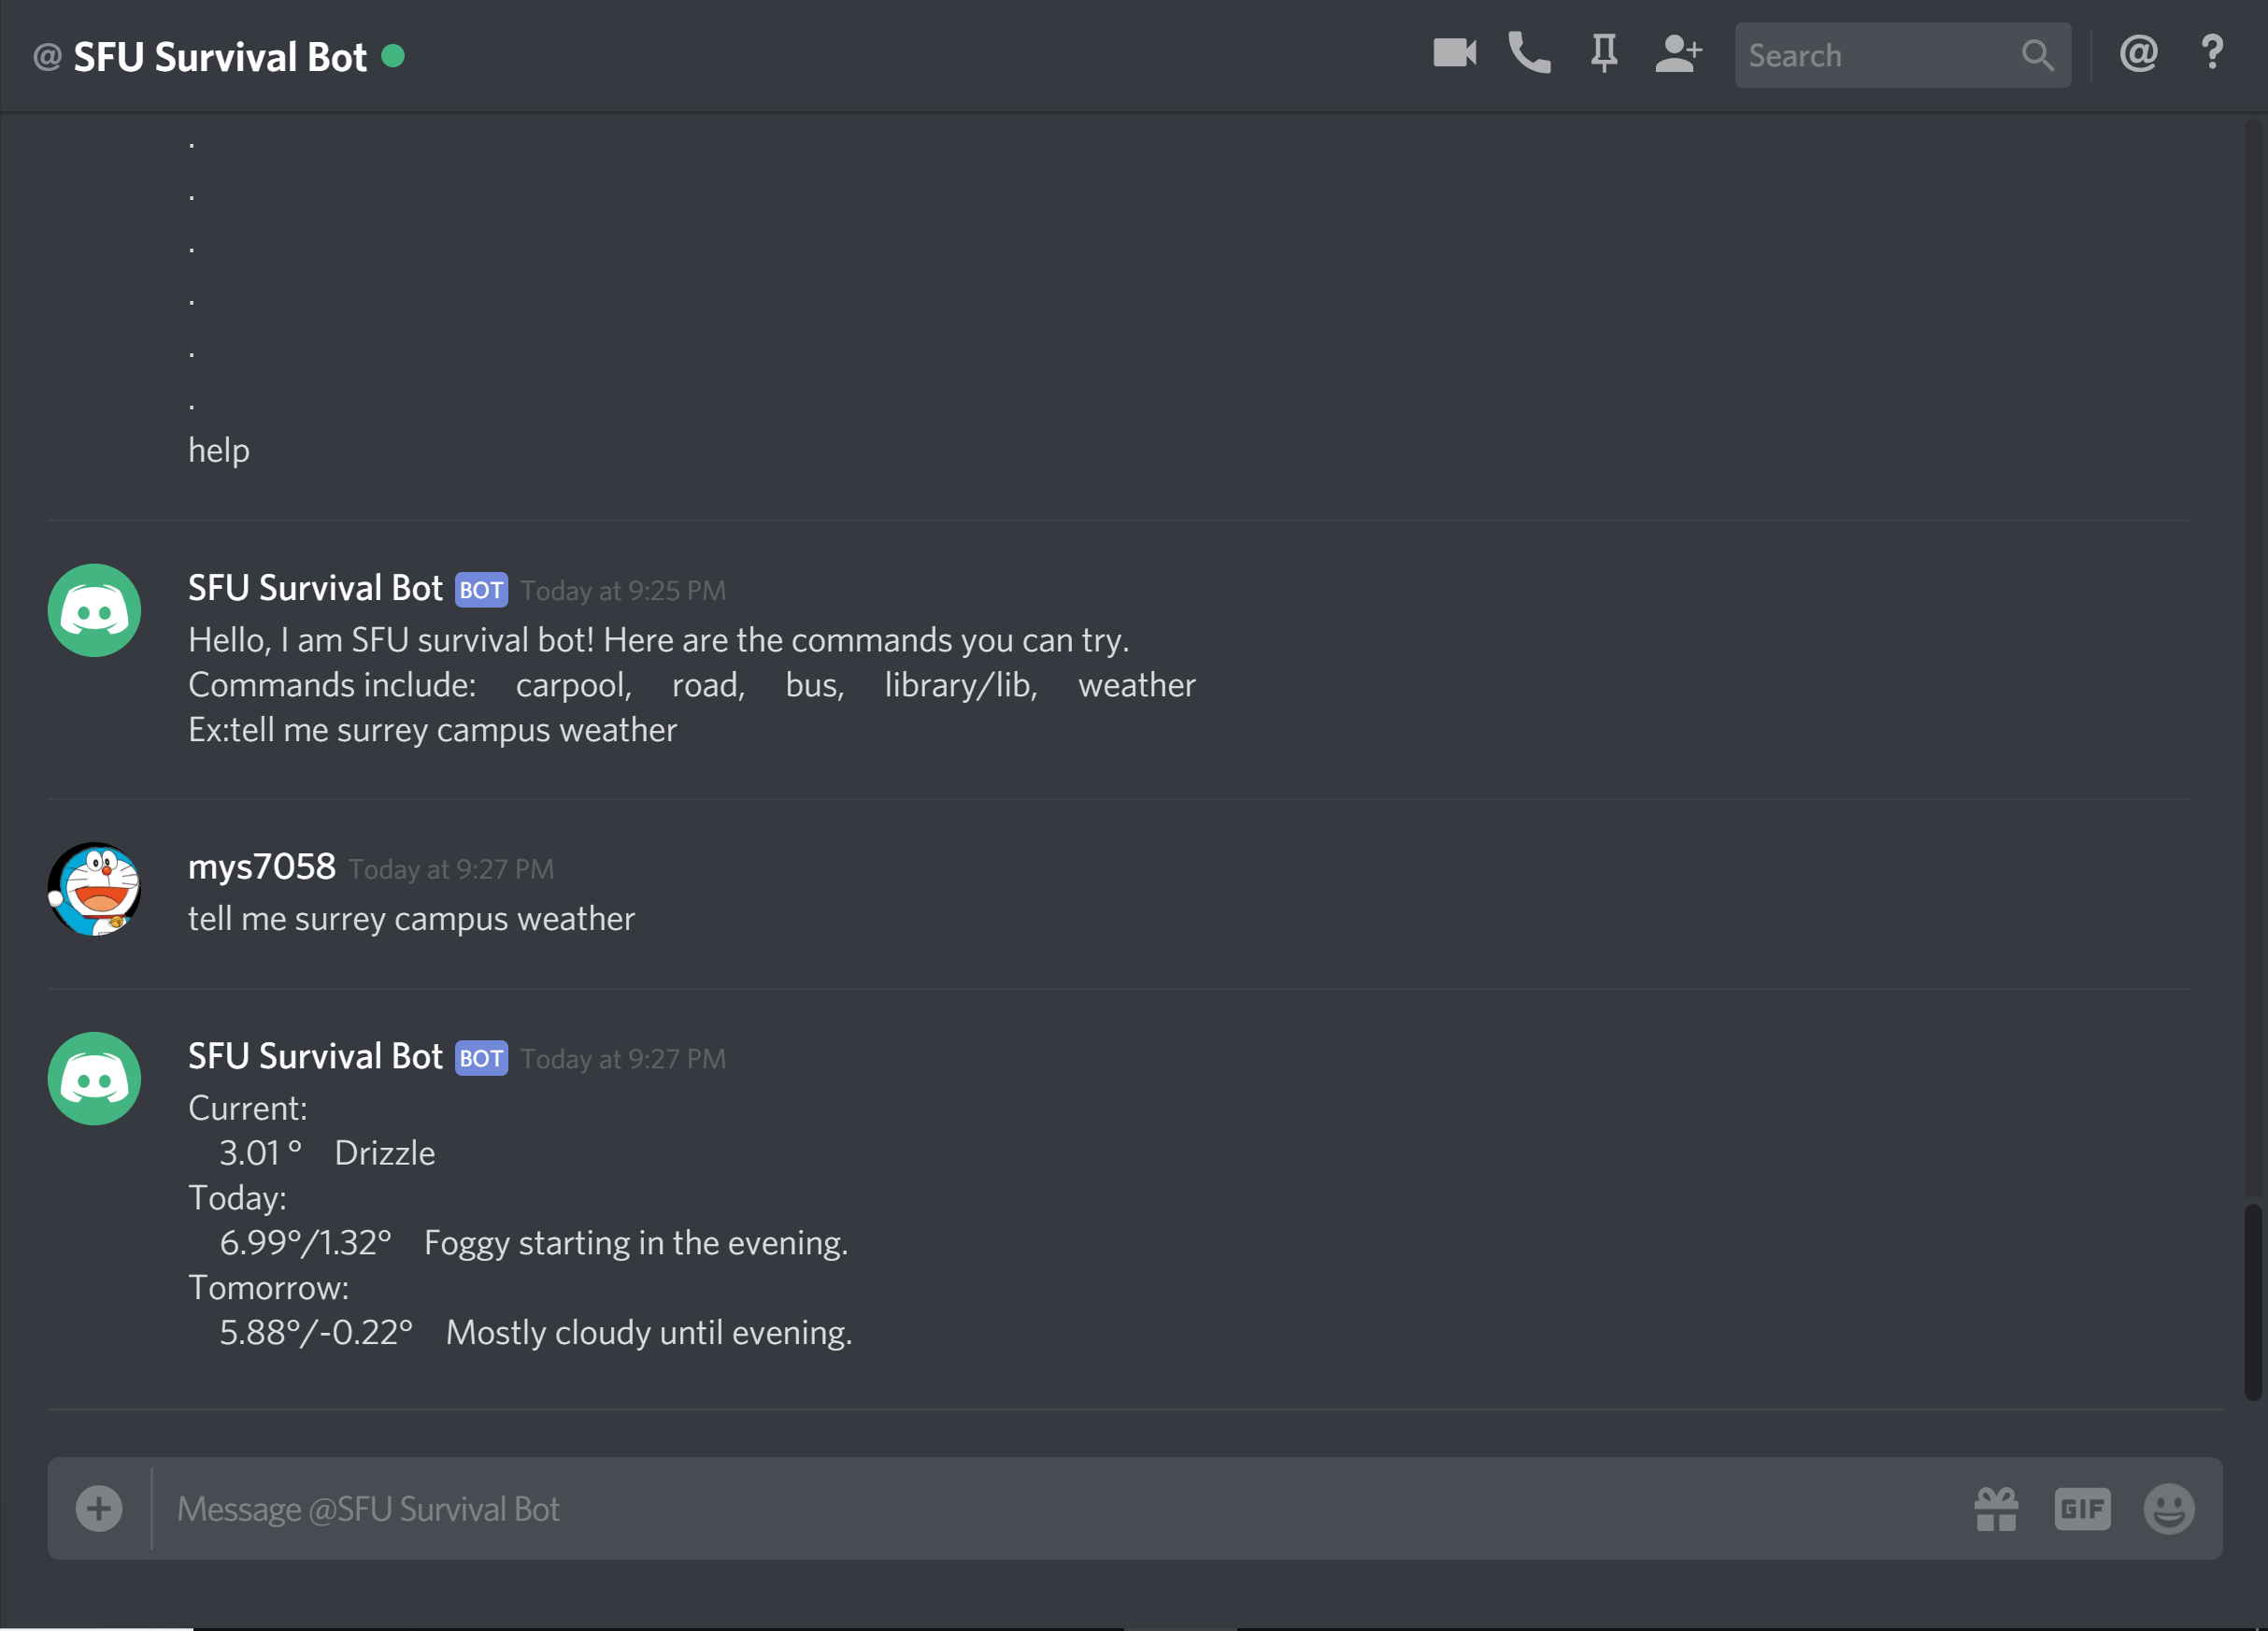 @ SFU Survival Bot
Search
@ ?
.
.
.
.
.
.
help
SFU Survival Bot BOT Today at 9:25 PM
Hello, I am SFU survival bot! Here are the commands you can try.
Commands include: carpool, road, bus, library/lib, weather
Ex:tell me surrey campus weather
mys7058 Today at 9:27 PM
tell me surrey campus weather
SFU Survival Bot BOT Today at 9:27 PM
Current:
3.01 ° Drizzle
Today:
6.99°/1.32° Foggy starting in the evening.
Tomorrow:
5.88°/-0.22° Mostly cloudy until evening.
Message @SFU Survival Bot
GIF